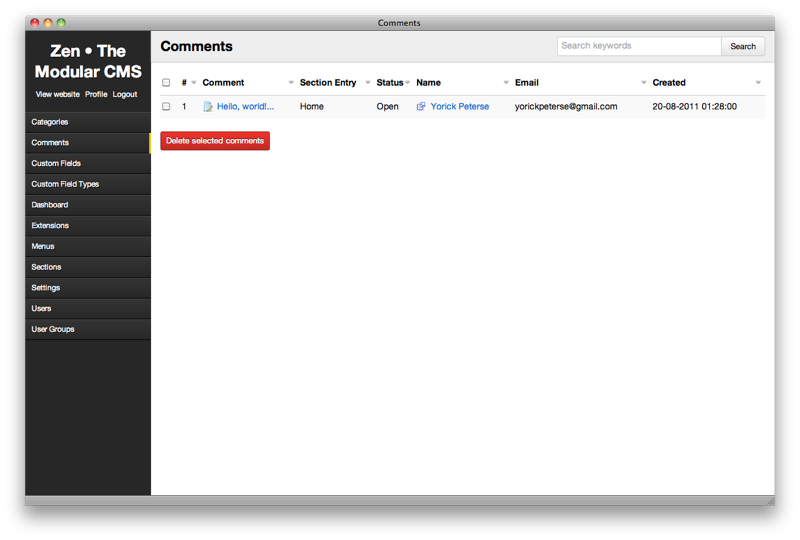 Comments
Zen • The
Modular CMS
View website Profile Logout
Categories
Comments
Custom Fields
Custom Field Types
Dashboard
Extensions
Menus
Sections
Settings
Users
User Groups
Comments
Search keywords
Search
# Comment Section Entry Status Name Email Created
1 Hello, world!... Home Open Yorick Peterse yorickpeterse@gmail.com 20-08-2011 01:28:00
Delete selected comments